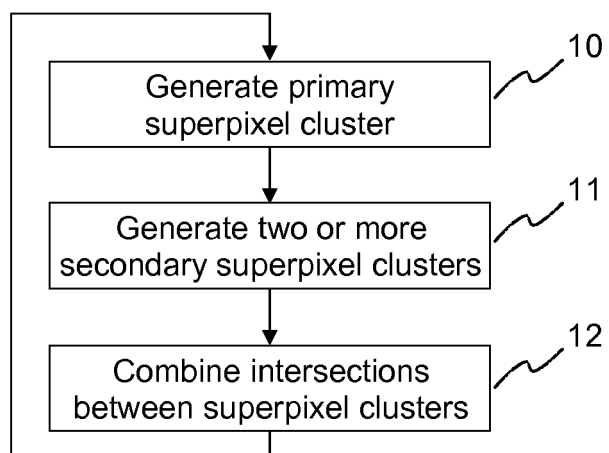 10
Generate primary
superpixel cluster
11
Generate two or more
secondary superpixel clusters
12
Combine intersections
between superpixel clusters